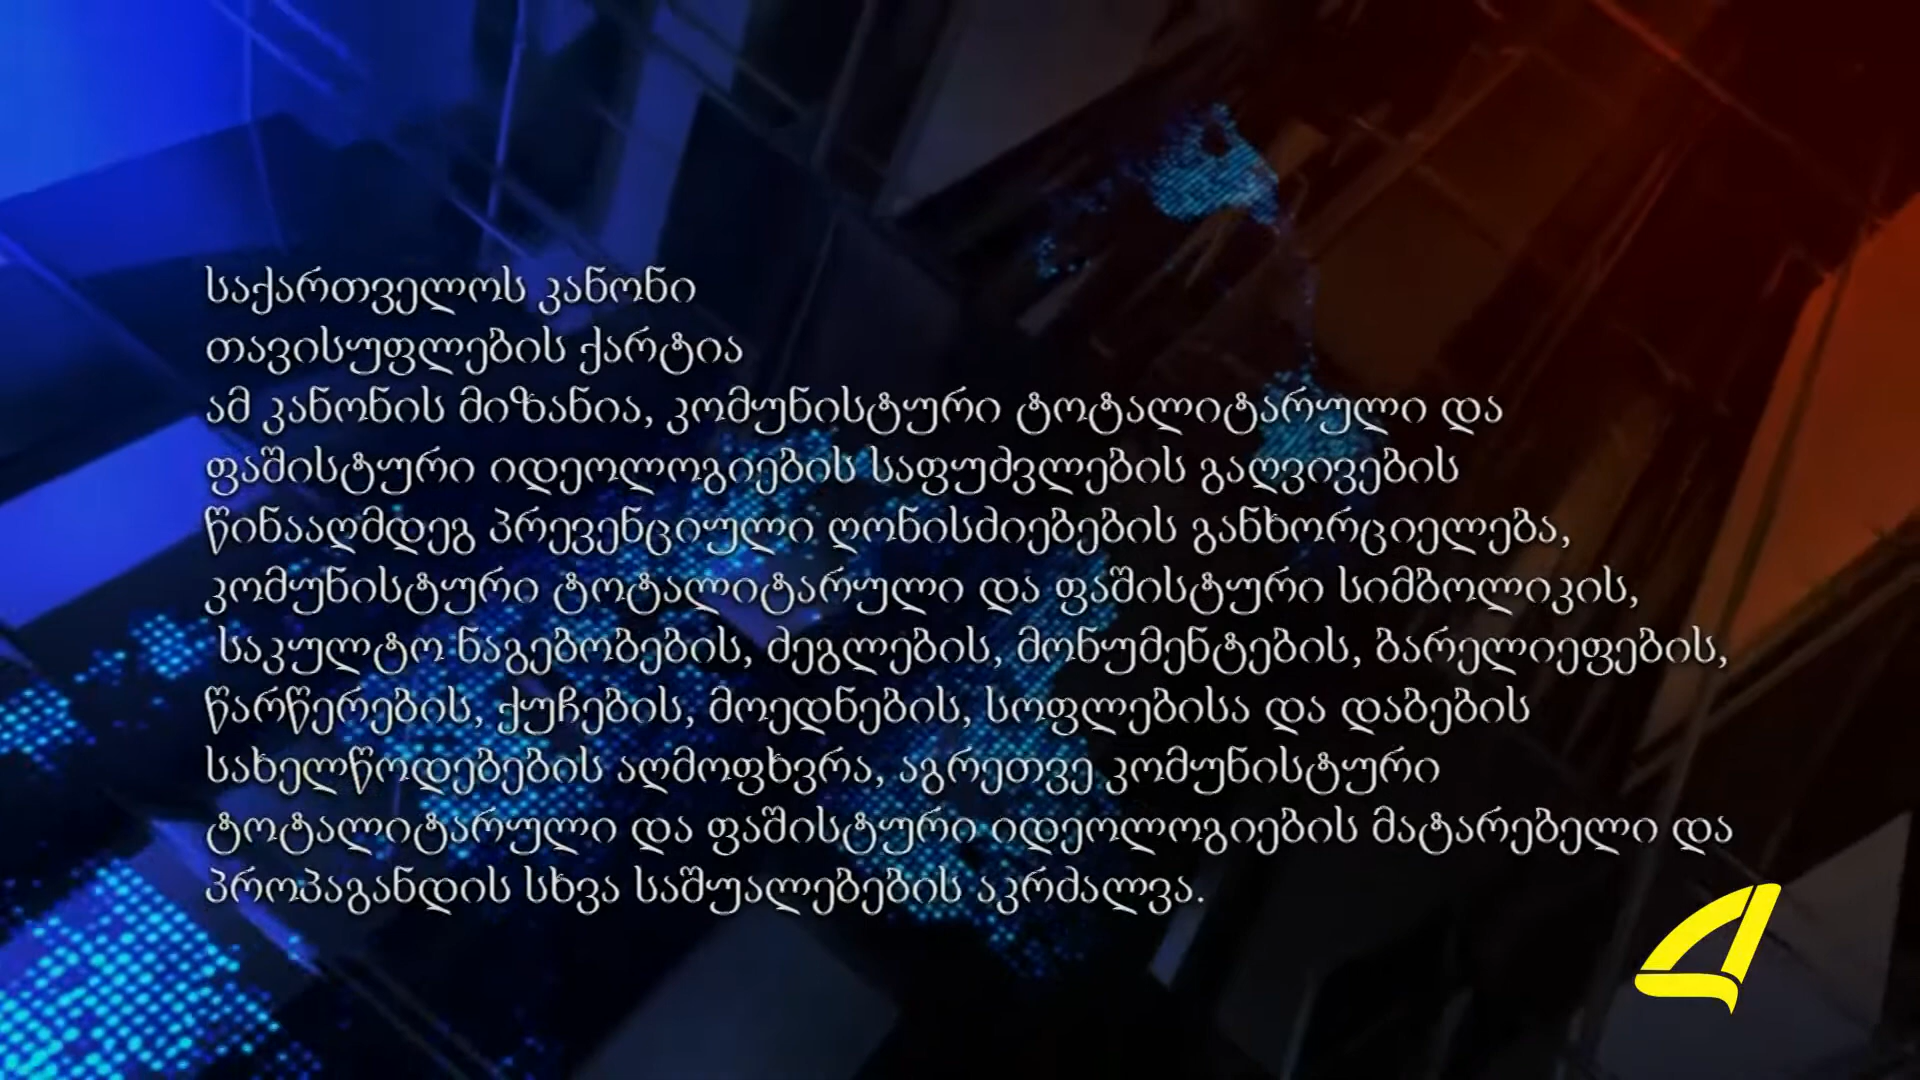 საქართველოს კანონი
თავისუფლების ქარტია
ამ კანონის მიზანია, კომუნისტური ტოტალიტარული და
ფაშისტური იდეოლოგიების საფუძვლების გაღვივების
წინააღმდეგ პრევენციული ღონისძიებების განხორციელება,
კომუნისტური ტოტალიტარული და ფაშისტური სიმბოლიკის,
საკულტო ნაგებობების, ძეგლების, მონუმენტების, ბარელიეფების,
წარწერების, ქუჩების, მოედნების, სოფლებისა და დაბების
სახელწოდებების აღმოფხვრა, აგრეთვე კომუნისტური
ტოტალიტარული და ფაშისტური იდეოლოგიების მატარებელი და
პროპაგანდის სხვა საშუალებების აკრძალვა.